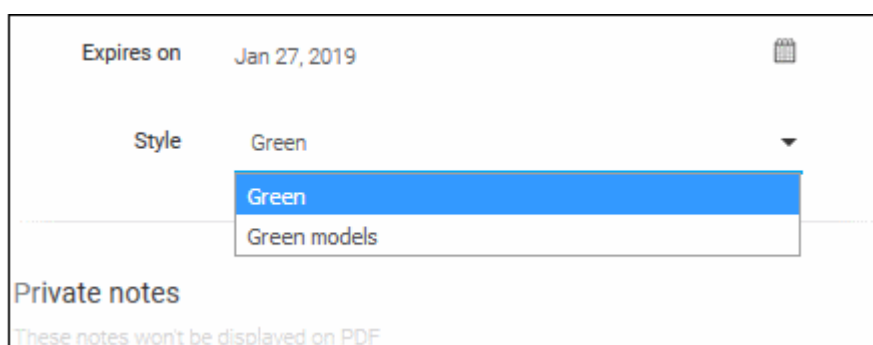 Expires on Jan 27, 2019
Style Green
Green
Green models
Private notes
These notes won't be displayed on PDF